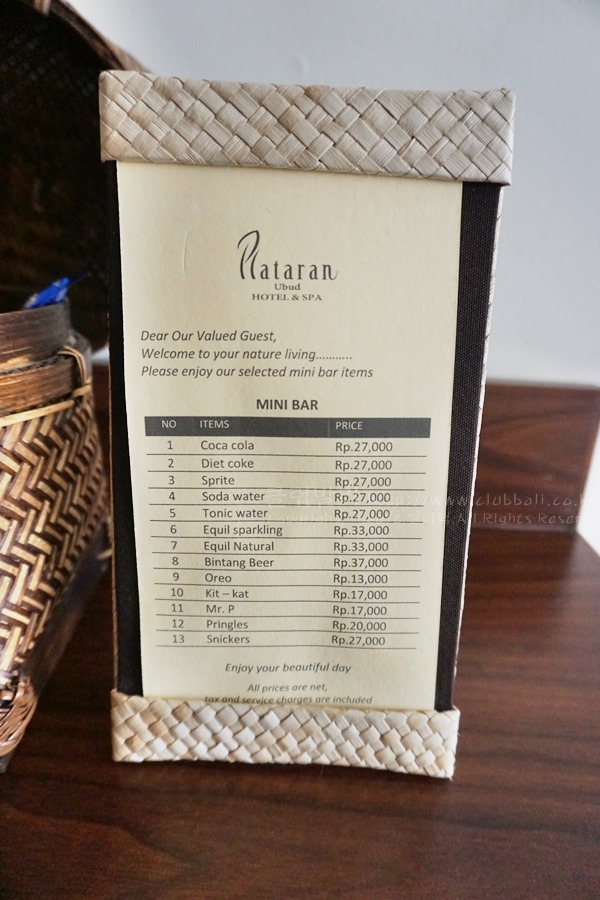 Plataran
Ubud
HOTEL & SPA
Dear Our Valued Guest,
Welcome to your nature living...........
Please enjoy our selected mini bar items
MINI BAR
NO ITEMS PRICE
1 Coca cola Rp.27,000
2 Diet coke Rp.27,000
3 Sprite Rp.27,000
4 Soda water Rp.27,000
5 Tonic water Rp.27,000
6 Equil sparkling Rp.33,000
7 Equil Natural Rp.33,000
8 Bintang Beer Rp.37,000
9 Oreo Rp.13,000
10 Kit – kat Rp.17,000
11 Mr. P Rp.17,000
12 Pringles Rp.20,000
13 Snickers Rp.27,000
Enjoy your beautiful day
All prices are net,
tax and service charges are included
All Rights Reser